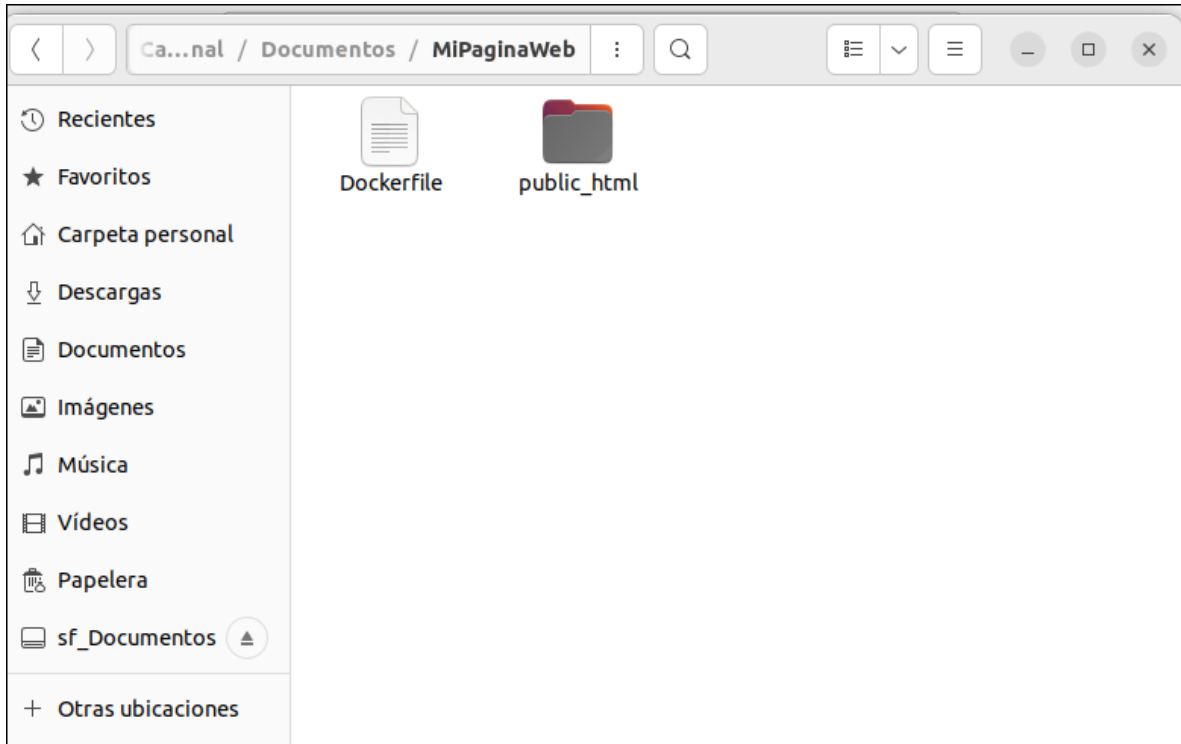 Ca...nal / Documentos / MiPaginaWeb
Recientes
Favoritos
Carpeta personal
Descargas
Documentos
Imágenes
Música
Vídeos
Papelera
sf_Documentos
Otras ubicaciones
Dockerfile
public_html